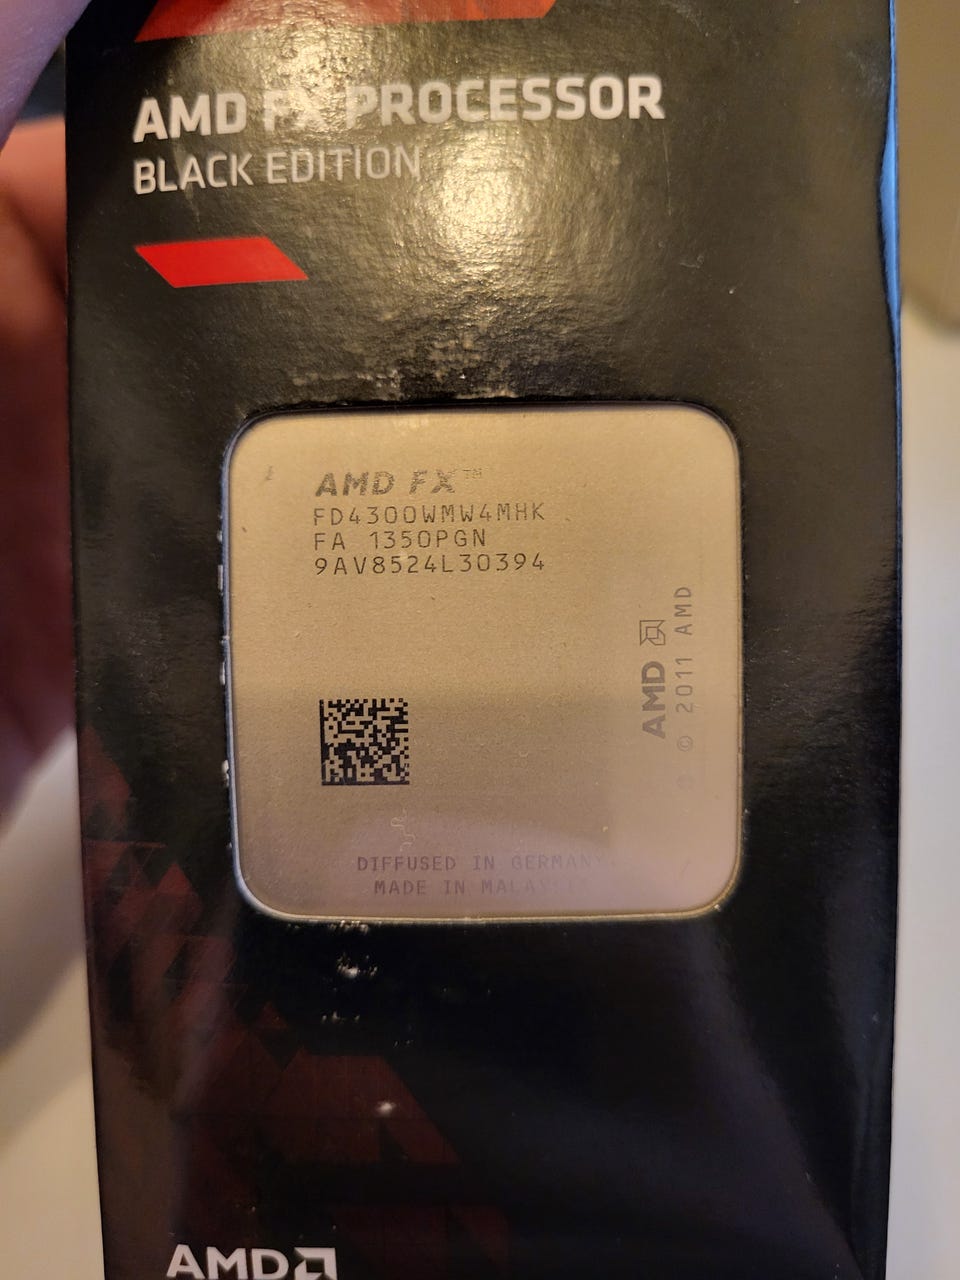 AMD FX PROCESSOR
BLACK EDITION
AMD FX™
FD4300WMW4MHK
FA 1350PGN
9AV8524L30394
AMD
© 2011 AMD
DIFFUSED IN GERMANY
MADE IN MALAYSIA
AMD